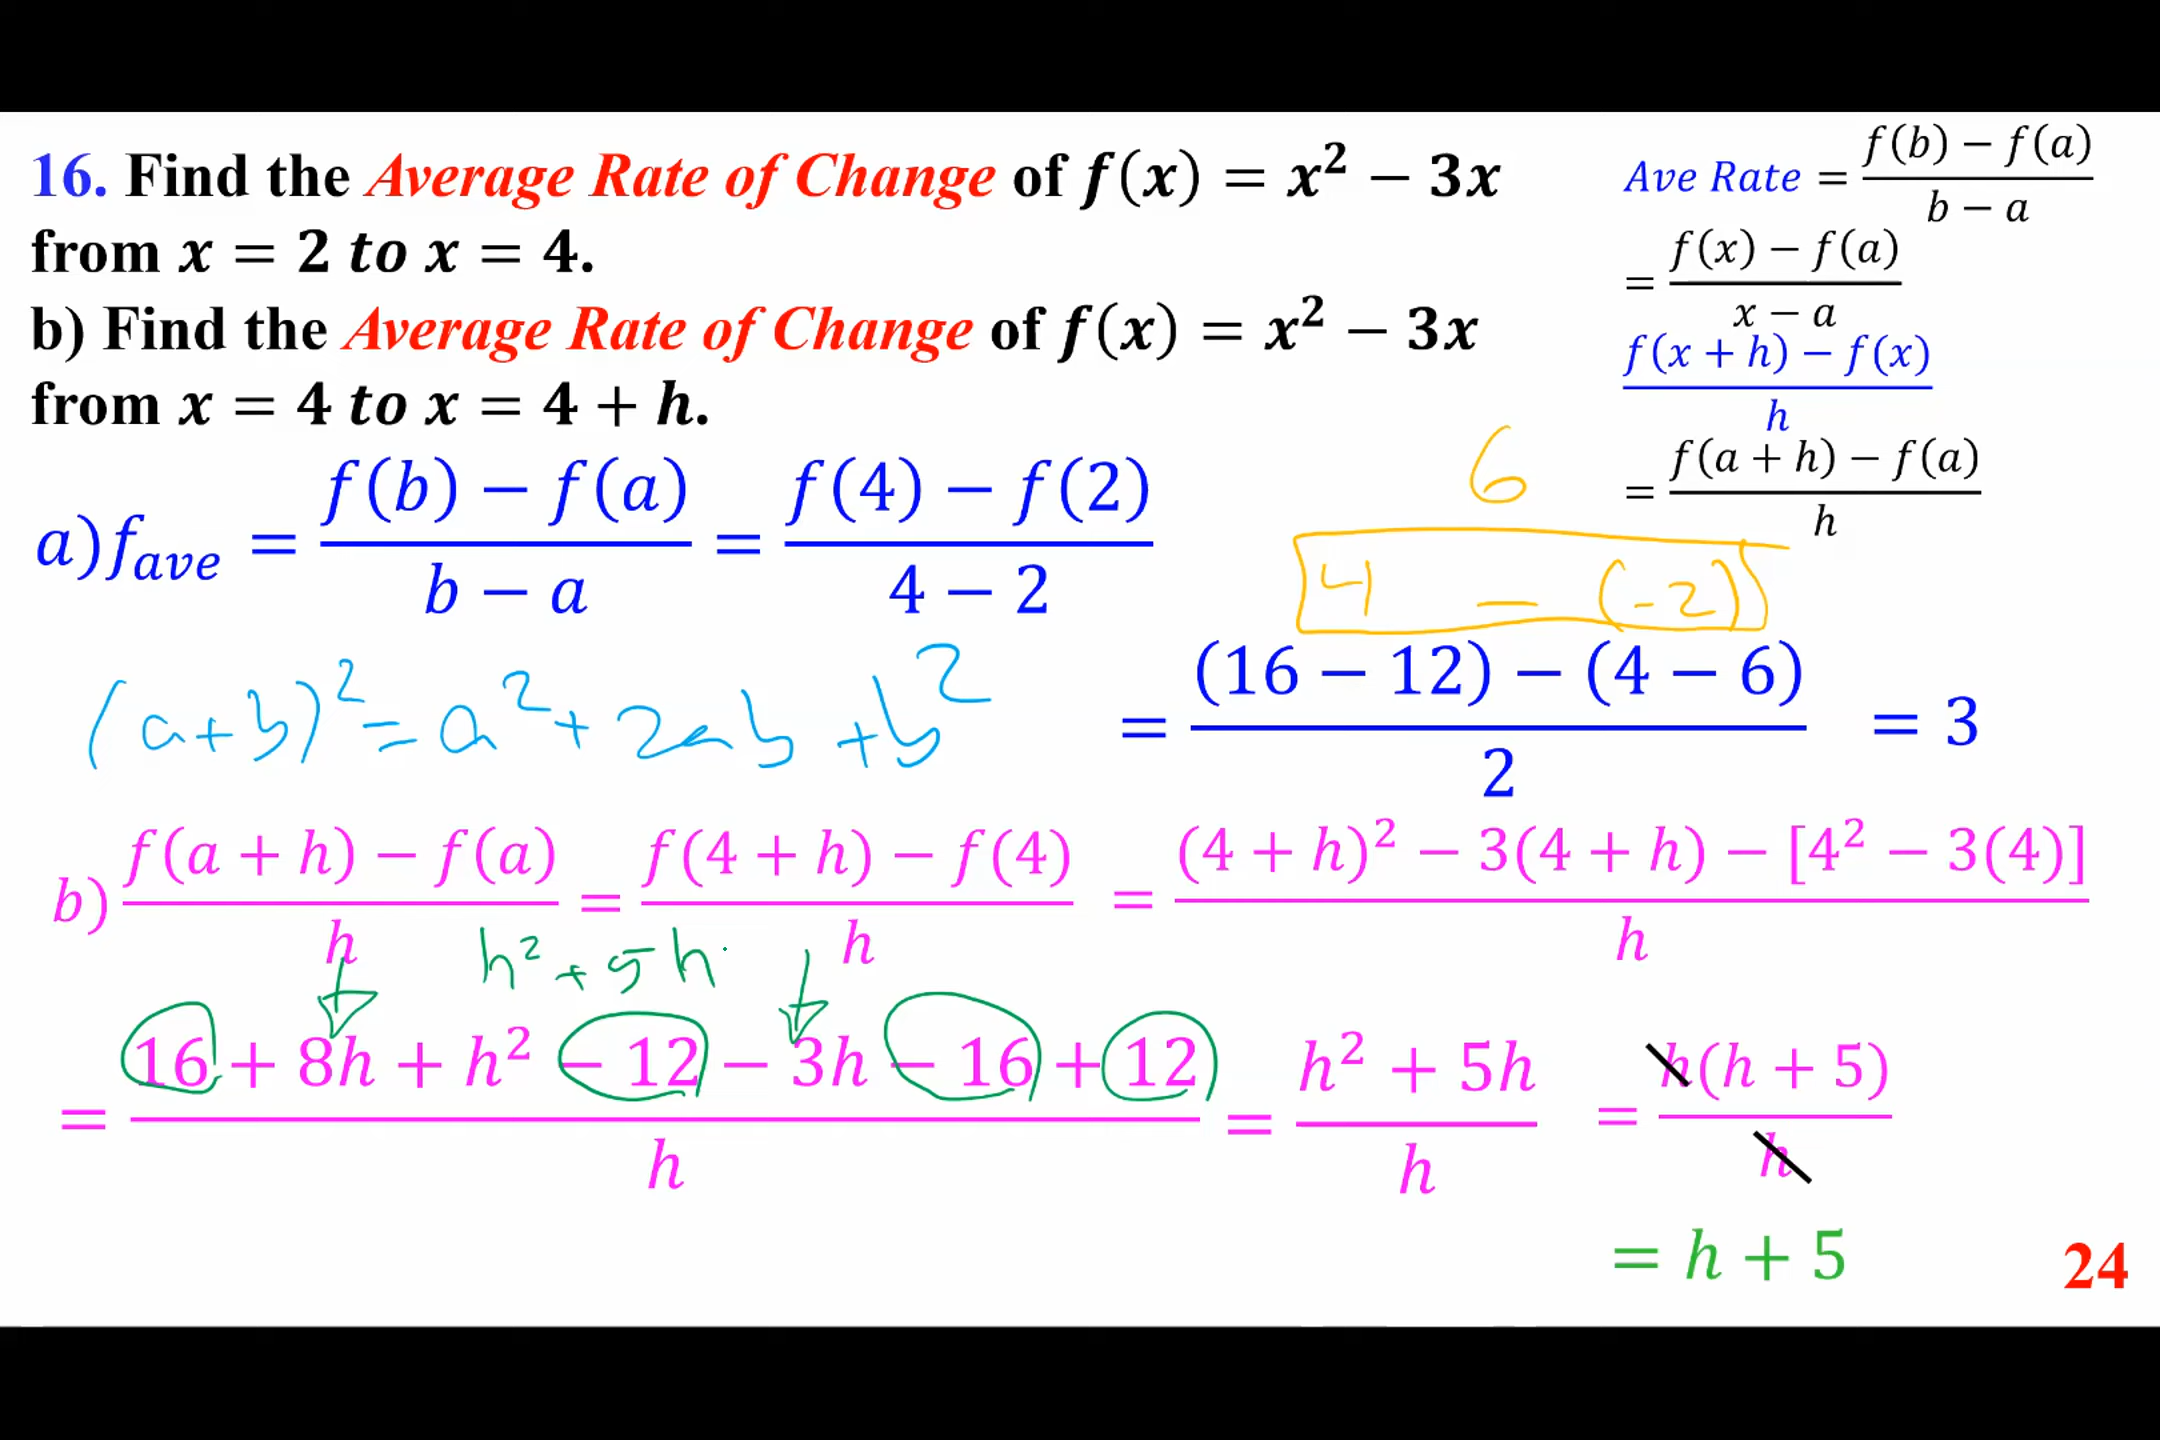 16. Find the Average Rate of Change of f(x) = x² − 3x
from x = 2 to x = 4.
b) Find the Average Rate of Change of f(x) = x² − 3x
from x = 4 to x = 4 + h.
Ave Rate = (f(b) − f(a))/(b − a)
= (f(x) − f(a))/(x − a)
(f(x + h) − f(x))/h
= (f(a + h) − f(a))/h
a) f_ave = (f(b) − f(a))/(b − a) = (f(4) − f(2))/(4 − 2)
6
4 − (-2)
= ((16 − 12) − (4 − 6))/2 = 3
(a+b)² = a² + 2ab + b²
b) (f(a + h) − f(a))/h = (f(4 + h) − f(4))/h = ((4 + h)² − 3(4 + h) − [4² − 3(4)])/h
h² + 5h
= (16 + 8h + h² − 12 − 3h − 16 + 12)/h = (h² + 5h)/h = (h(h + 5))/h
= h + 5
24